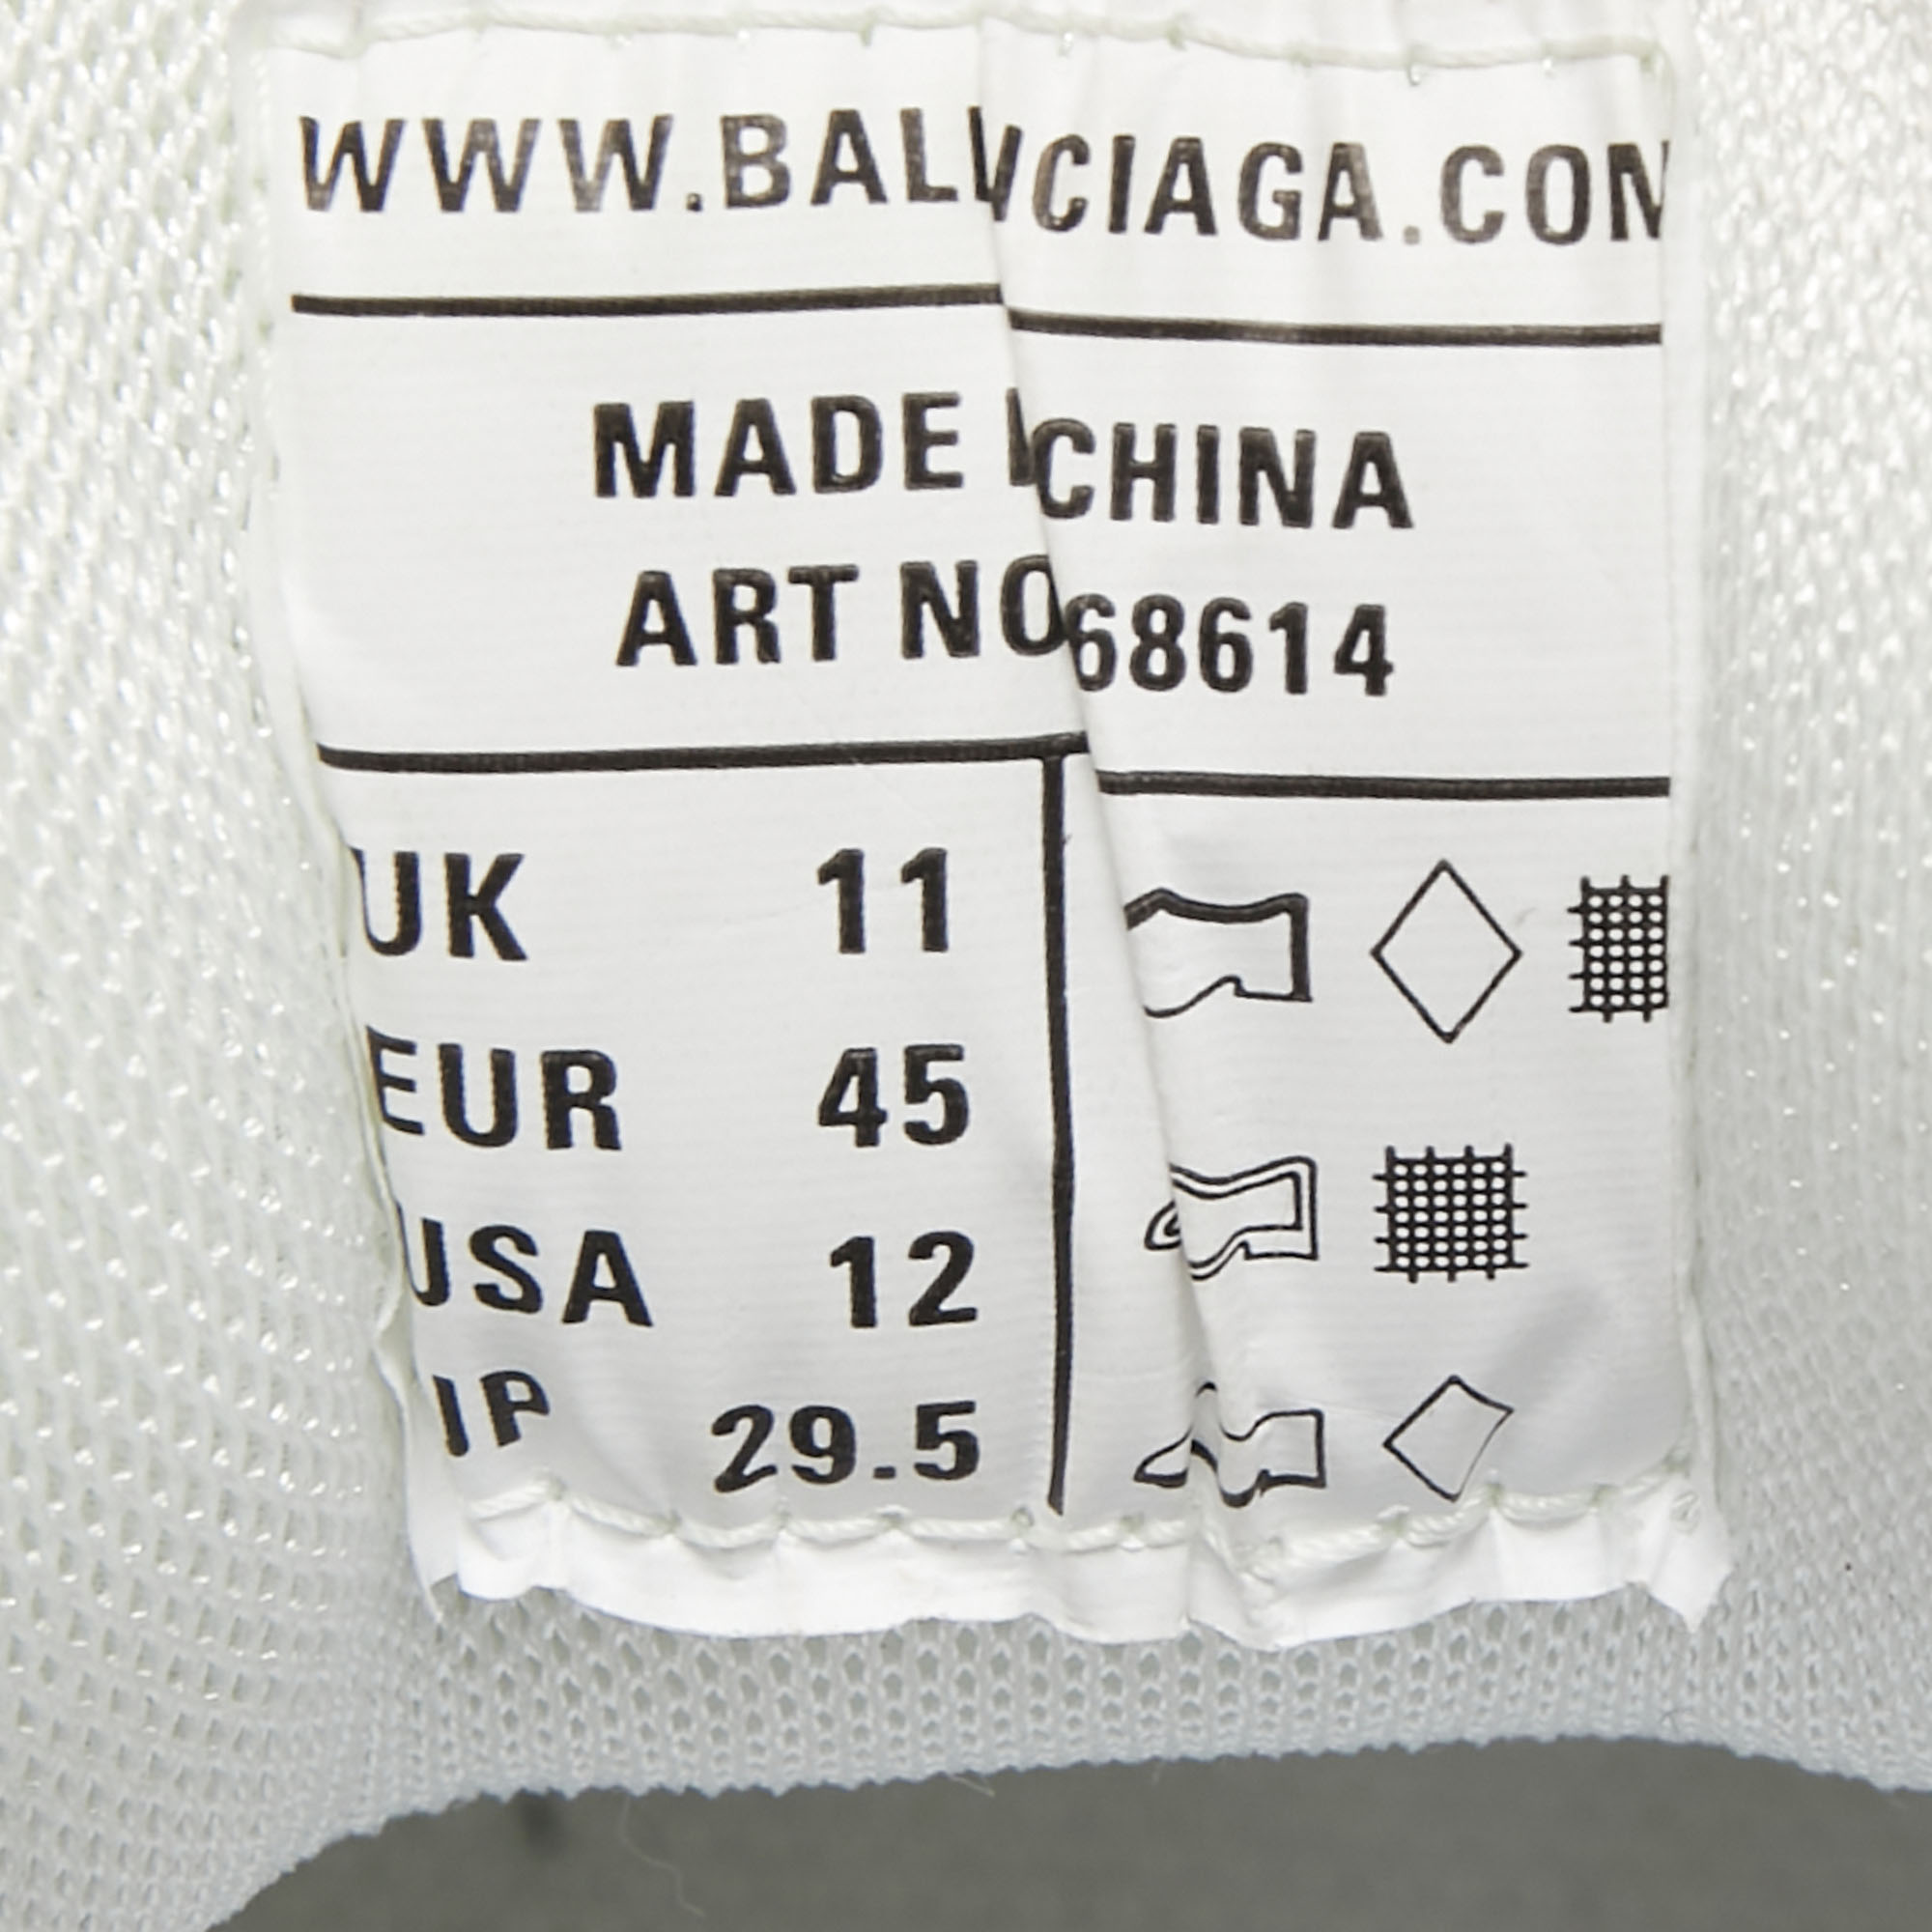 WWW.BAL CIAGA.COM
MADE CHINA
ART NO 68614
UK 11
EUR 45
USA 12
29.5